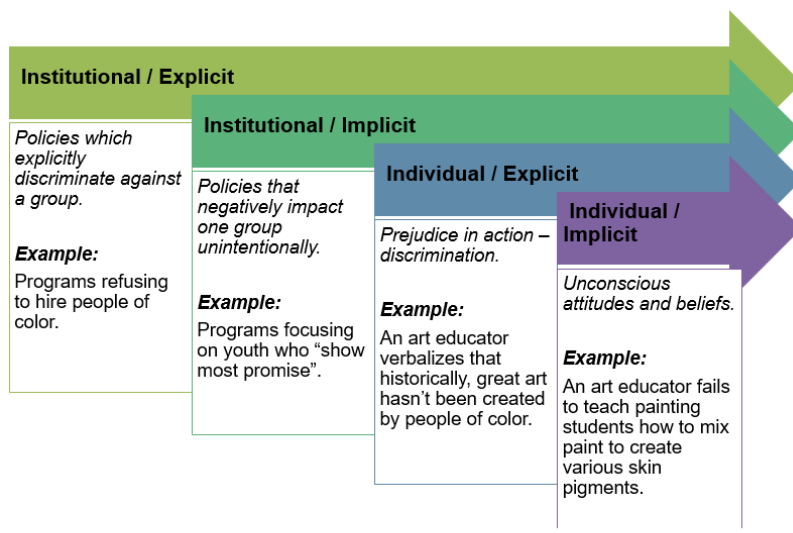 Institutional / Explicit
Policies which
explicitly
discriminate against
a group.
Example:
Programs refusing
to hire people of
color.
Institutional / Implicit
Policies that
negatively impact
one group
unintentionally.
Example:
Programs focusing
on youth who “show
most promise”.
Individual / Explicit
Prejudice in action –
discrimination.
Example:
An art educator
verbalizes that
historically, great art
hasn’t been created
by people of color.
Individual /
Implicit
Unconscious
attitudes and beliefs.
Example:
An art educator fails
to teach painting
students how to mix
paint to create
various skin
pigments.